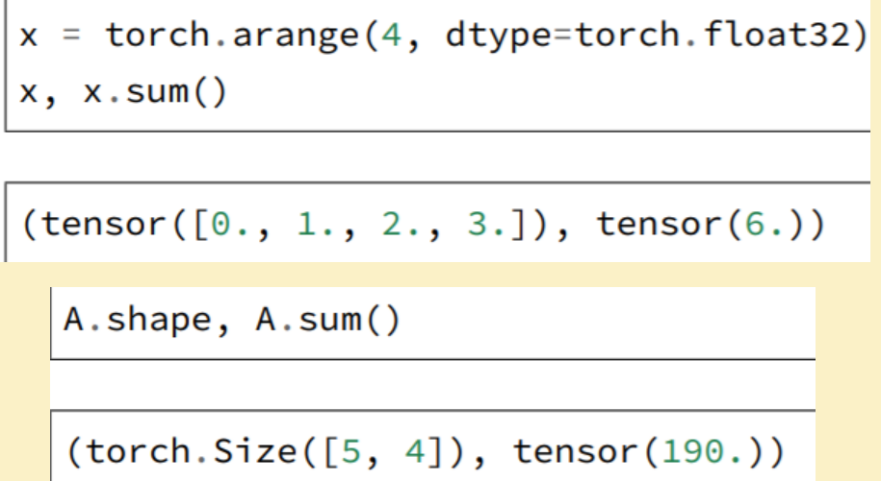 x = torch.arange(4, dtype=torch.float32)
x, x.sum()
(tensor([0., 1., 2., 3.]), tensor(6.))
A.shape, A.sum()
(torch.Size([5, 4]), tensor(190.))